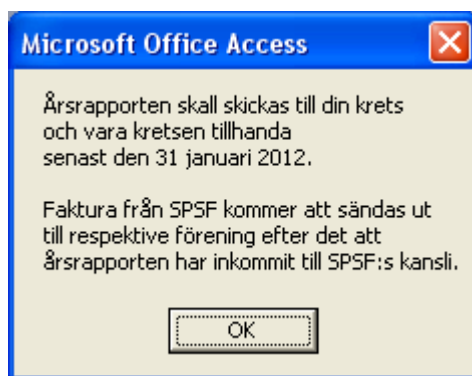 Microsoft Office Access
Årsrapporten skall skickas till din krets
och vara kretsen tillhanda
senast den 31 januari 2012.
Faktura från SPSF kommer att sändas ut
till respektive förening efter det att
årsrapporten har inkommit till SPSF:s kansli.
OK